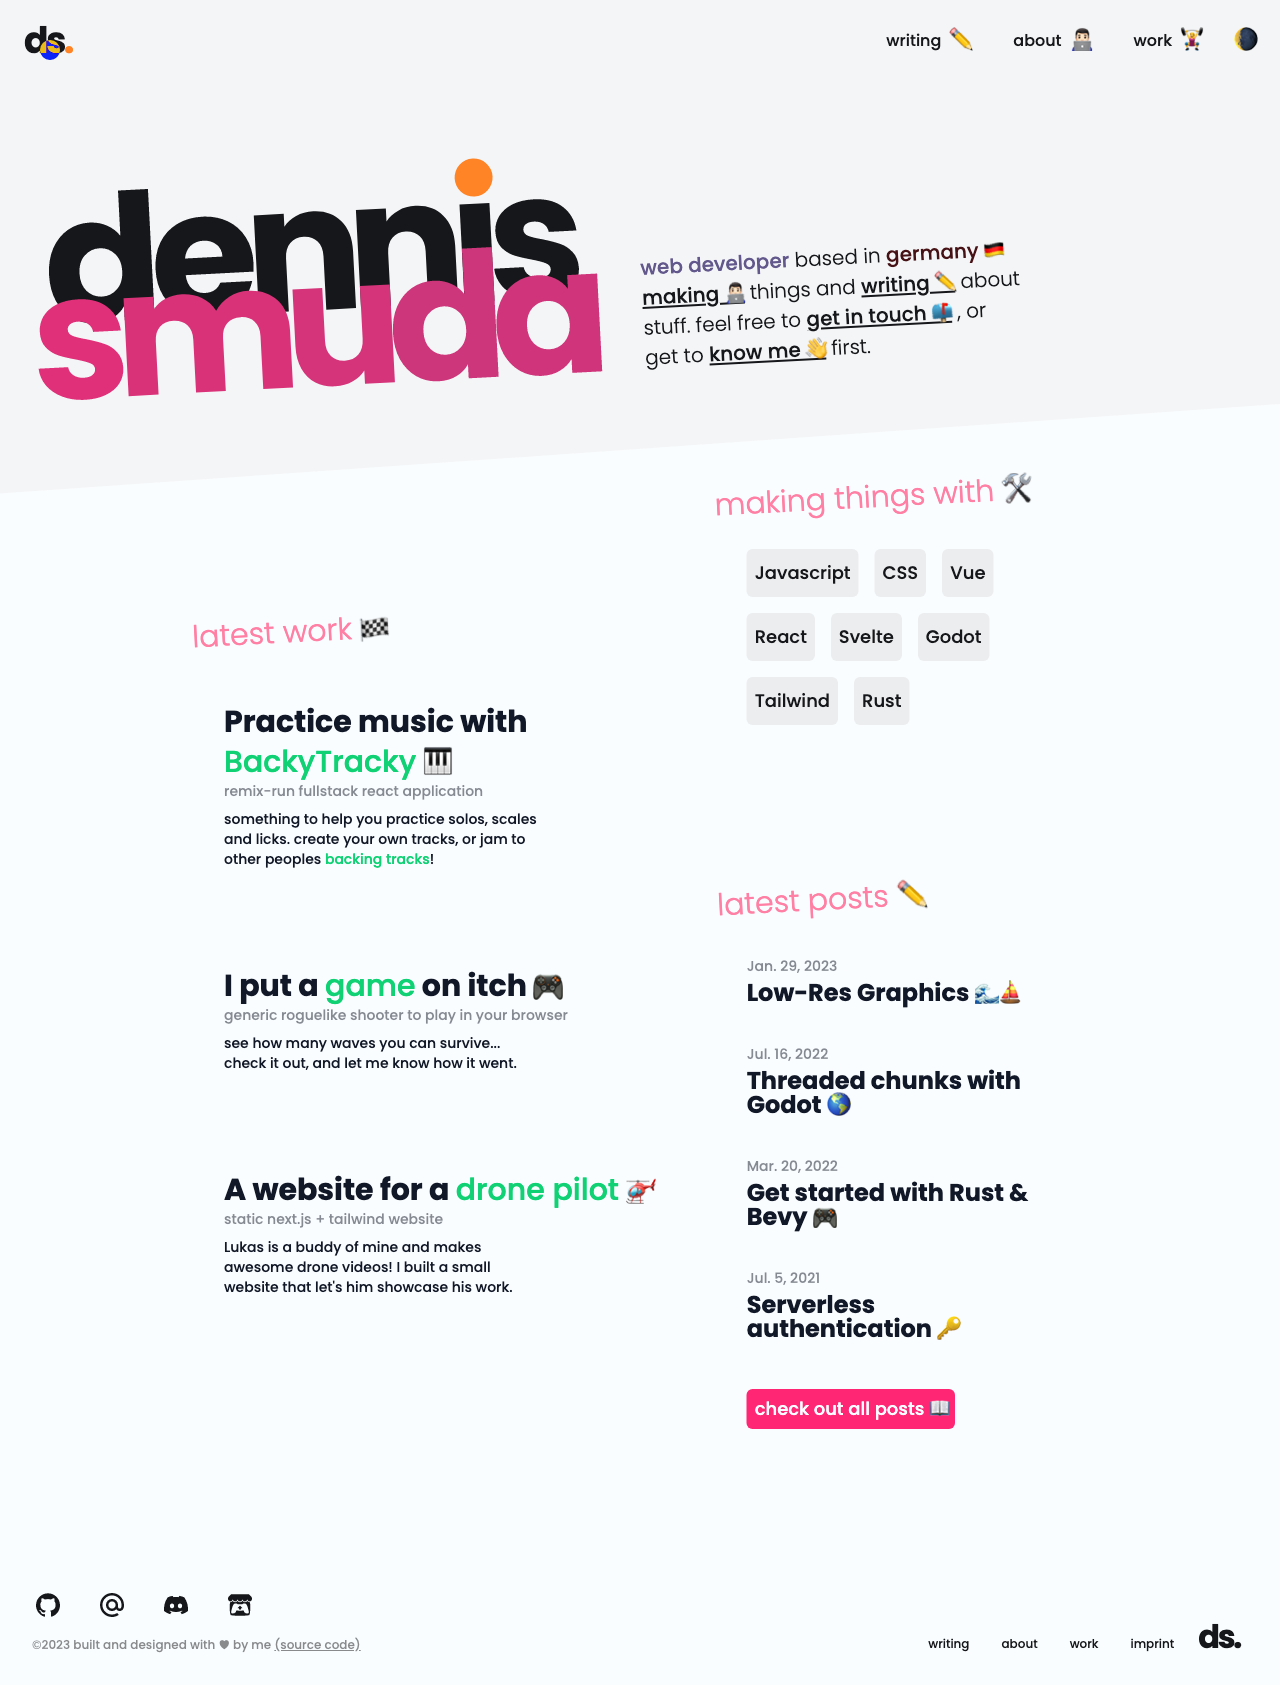 ds.
writing ✏️ about 👨🏻‍💻 work 🏋🏻 🌘
dennis
smuda
web developer based in germany 🇩🇪
making 👨🏻‍💻 things and writing ✏️ about
stuff. feel free to get in touch 📫 , or
get to know me 👋 first.
making things with 🛠️
Javascript CSS Vue
React Svelte Godot
Tailwind Rust
latest work 🏁
Practice music with
BackyTracky 🎹
remix-run fullstack react application
something to help you practice solos, scales
and licks. create your own tracks, or jam to
other peoples backing tracks!
I put a game on itch 🎮
generic roguelike shooter to play in your browser
see how many waves you can survive...
check it out, and let me know how it went.
A website for a drone pilot 🚁
static next.js + tailwind website
Lukas is a buddy of mine and makes
awesome drone videos! I built a small
website that let's him showcase his work.
latest posts ✏️
Jan. 29, 2023
Low-Res Graphics 🌊⛵
Jul. 16, 2022
Threaded chunks with
Godot 🌎
Mar. 20, 2022
Get started with Rust &
Bevy 🎮
Jul. 5, 2021
Serverless
authentication 🔑
check out all posts 📖
©2023 built and designed with ♥ by me (source code)
writing about work imprint ds.